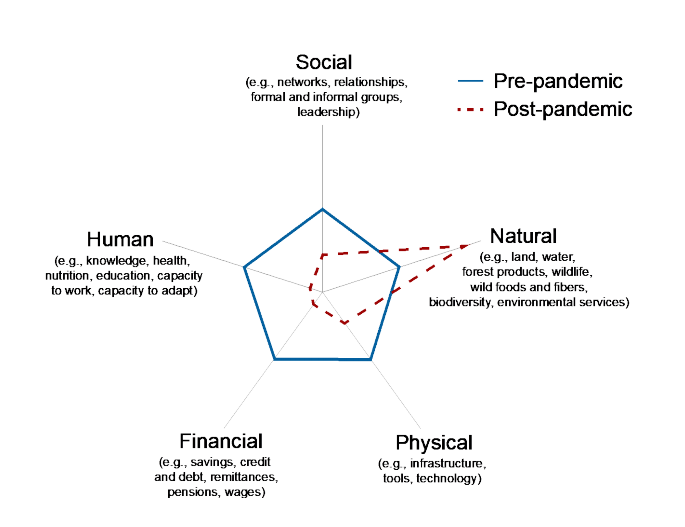 Social
(e.g., networks, relationships,
formal and informal groups,
leadership)
Pre-pandemic
Post-pandemic
Human
(e.g., knowledge, health,
nutrition, education, capacity
to work, capacity to adapt)
Natural
(e.g., land, water,
forest products, wildlife,
wild foods and fibers,
biodiversity, environmental services)
Financial
(e.g., savings, credit
and debt, remittances,
pensions, wages)
Physical
(e.g., infrastructure,
tools, technology)